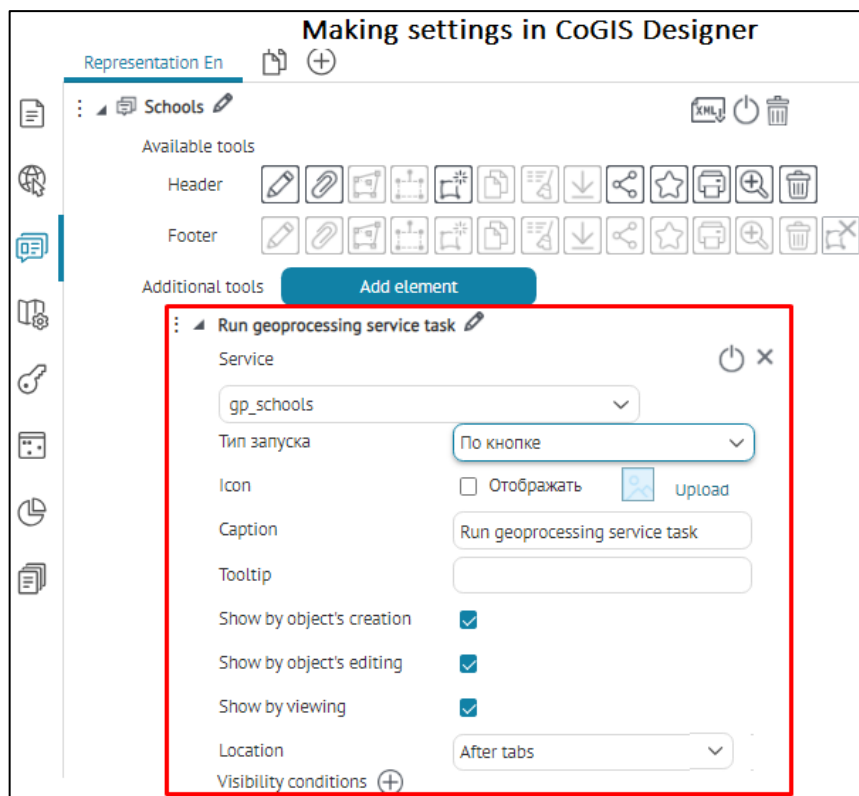 Making settings in CoGIS Designer
Representation En
Schools
XML
Available tools
Header
Footer
Additional tools Add element
Run geoprocessing service task
Service
gp_schools
Тип запуска По кнопке
Icon Отображать Upload
Caption Run geoprocessing service task
Tooltip
Show by object's creation
Show by object's editing
Show by viewing
Location After tabs
Visibility conditions